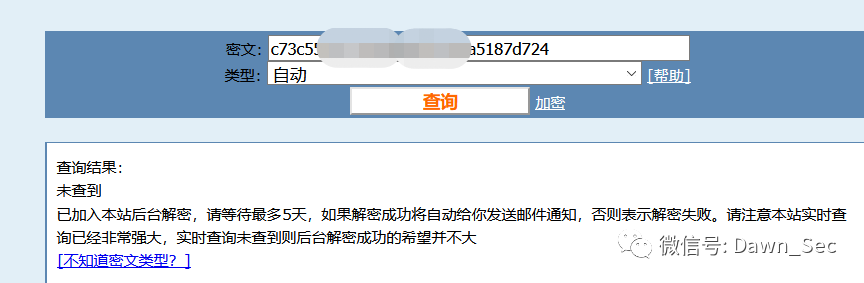 密文： c73c55 a5187d724
类型： 自动 [帮助]
查询 加密
查询结果：
未查到
已加入本站后台解密，请等待最多5天，如果解密成功将自动给你发送邮件通知，否则表示解密失败。请注意本站实时查
询已经非常强大，实时查询未查到则后台解密成功的希望并不大
[不知道密文类型？]
微信号: Dawn_Sec